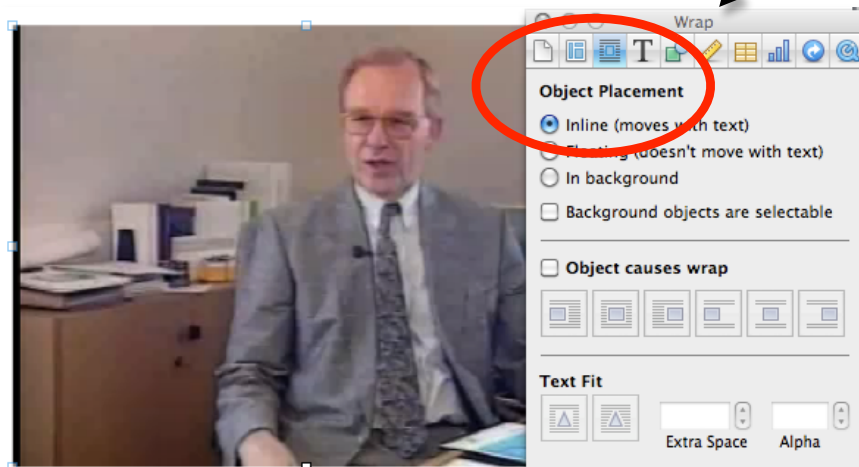 Wrap
T
Object Placement
Inline (moves with text)
Floating (doesn't move with text)
In background
Background objects are selectable
Object causes wrap
Text Fit
Extra Space Alpha